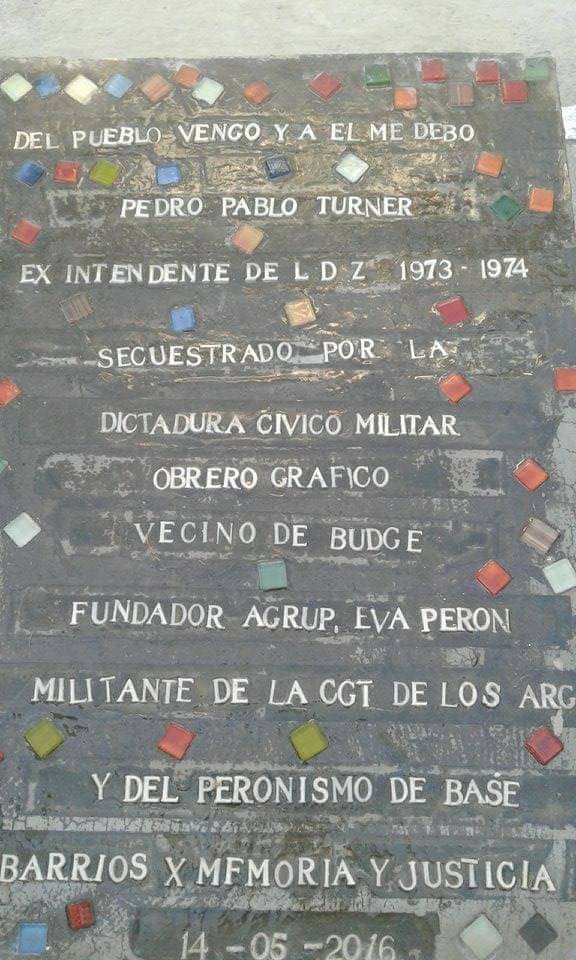 DEL PUEBLO VENGO Y A EL ME DEBO
PEDRO PABLO TURNER
EX INTENDENTE DE L D Z 1973 - 1974
SECUESTRADO POR LA
DICTADURA CIVICO MILITAR
OBRERO GRAFICO
VECINO DE BUDGE
FUNDADOR AGRUP. EVA PERON
MILITANTE DE LA CGT DE LOS ARG
Y DEL PERONISMO DE BASE
BARRIOS X MEMORIA Y JUSTICIA
14 - 05 - 2016